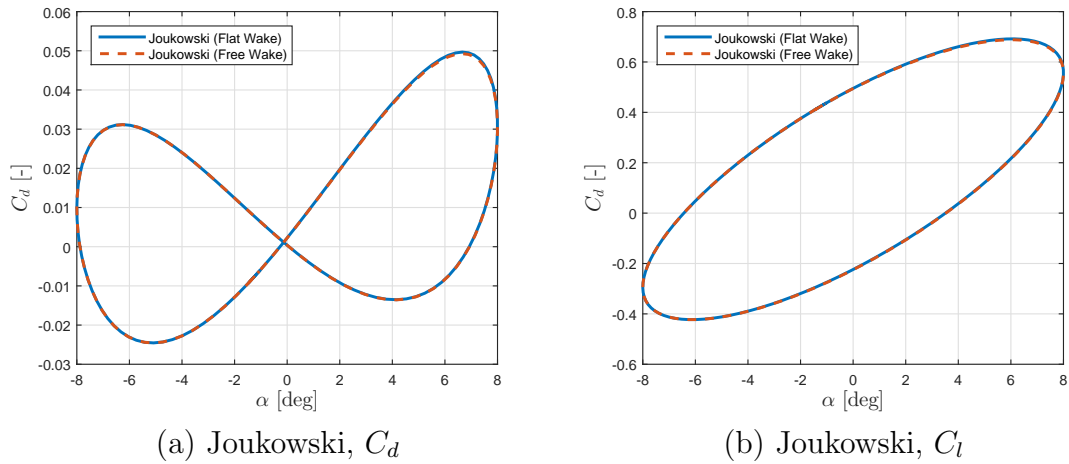 Joukowski (Flat Wake)
Joukowski (Free Wake)
0.06
0.05
0.04
0.03
0.02
0.01
0
-0.01
-0.02
-0.03
C_d [-]
-8 -6 -4 -2 0 2 4 6 8
α [deg]
(a) Joukowski, C_d
Joukowski (Flat Wake)
Joukowski (Free Wake)
0.8
0.6
0.4
0.2
0
-0.2
-0.4
-0.6
C_d [-]
-8 -6 -4 -2 0 2 4 6 8
α [deg]
(b) Joukowski, C_l